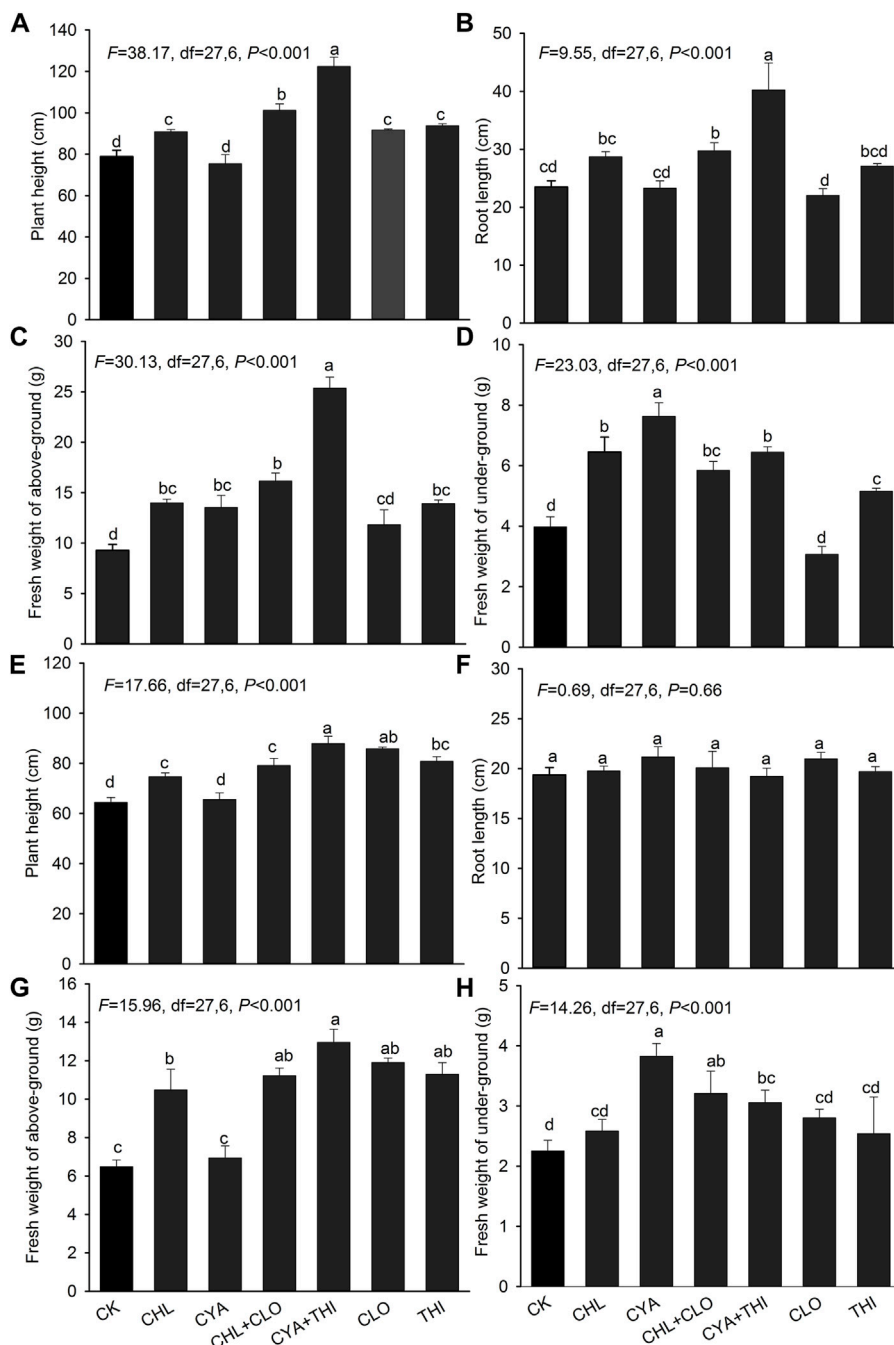 A
F=38.17, df=27,6, P<0.001
Plant height (cm)
140
120
100
80
60
40
20
0
d
c
d
b
a
c
c
B
F=9.55, df=27,6, P<0.001
Root length (cm)
50
40
30
20
10
0
cd
bc
cd
b
a
d
bcd
C
F=30.13, df=27,6, P<0.001
Fresh weight of above-ground (g)
30
25
20
15
10
5
0
d
bc
bc
b
a
cd
bc
D
F=23.03, df=27,6, P<0.001
Fresh weight of under-ground (g)
10
8
6
4
2
0
d
b
a
bc
b
d
c
E
F=17.66, df=27,6, P<0.001
Plant height (cm)
120
100
80
60
40
20
0
d
c
d
c
a
ab
bc
F
F=0.69, df=27,6, P=0.66
Root length (cm)
30
25
20
15
10
5
0
a
a
a
a
a
a
a
G
F=15.96, df=27,6, P<0.001
Fresh weight of above-ground (g)
16
14
12
10
8
6
4
2
0
c
b
c
ab
a
ab
ab
CK
CHL
CYA
CHL+CLO
CYA+THI
CLO
THI
H
F=14.26, df=27,6, P<0.001
Fresh weight of under-ground (g)
5
4
3
2
1
0
d
cd
a
ab
bc
cd
cd
CK
CHL
CYA
CHL+CLO
CYA+THI
CLO
THI